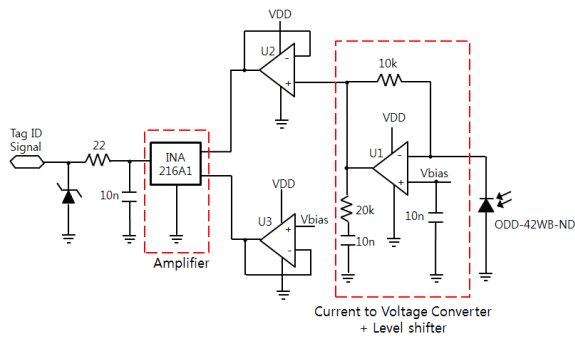 VDD
U2
-
+
10k
Tag ID
Signal
22
INA
216A1
10n
VDD
U1
-
+
Vbias
20k
10n
10n
ODD-42WB-ND
VDD
U3
Vbias
+
-
Amplifier
Current to Voltage Converter
+ Level shifter